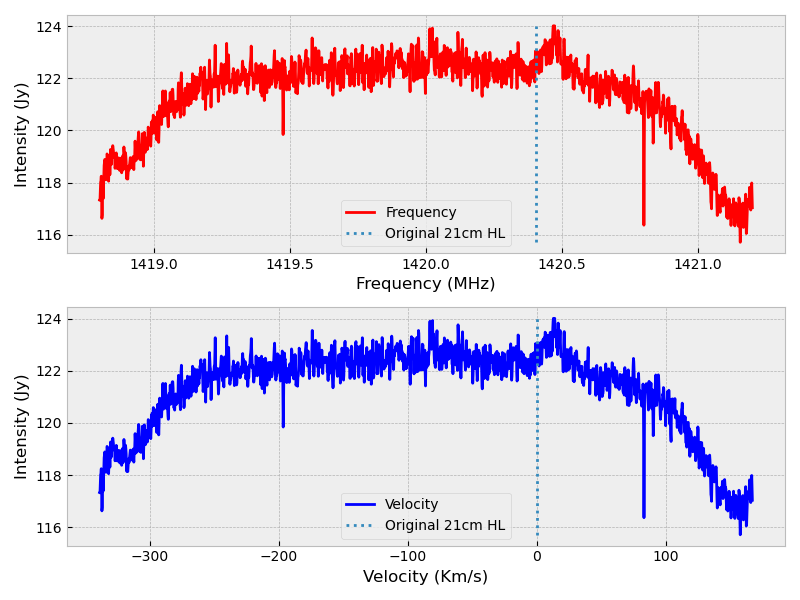 124
122
120
118
116
Intensity (Jy)
Frequency
Original 21cm HL
1419.0 1419.5 1420.0 1420.5 1421.0
Frequency (MHz)
124
122
120
118
116
Intensity (Jy)
Velocity
Original 21cm HL
−300 −200 −100 0 100
Velocity (Km/s)